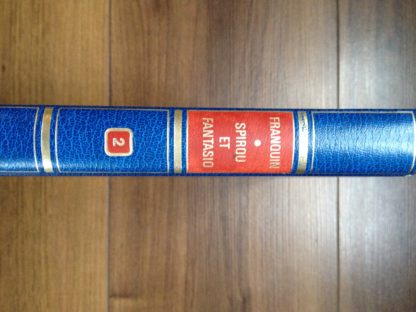 FRANQUIN
SPIROU
ET
FANTASIO
2